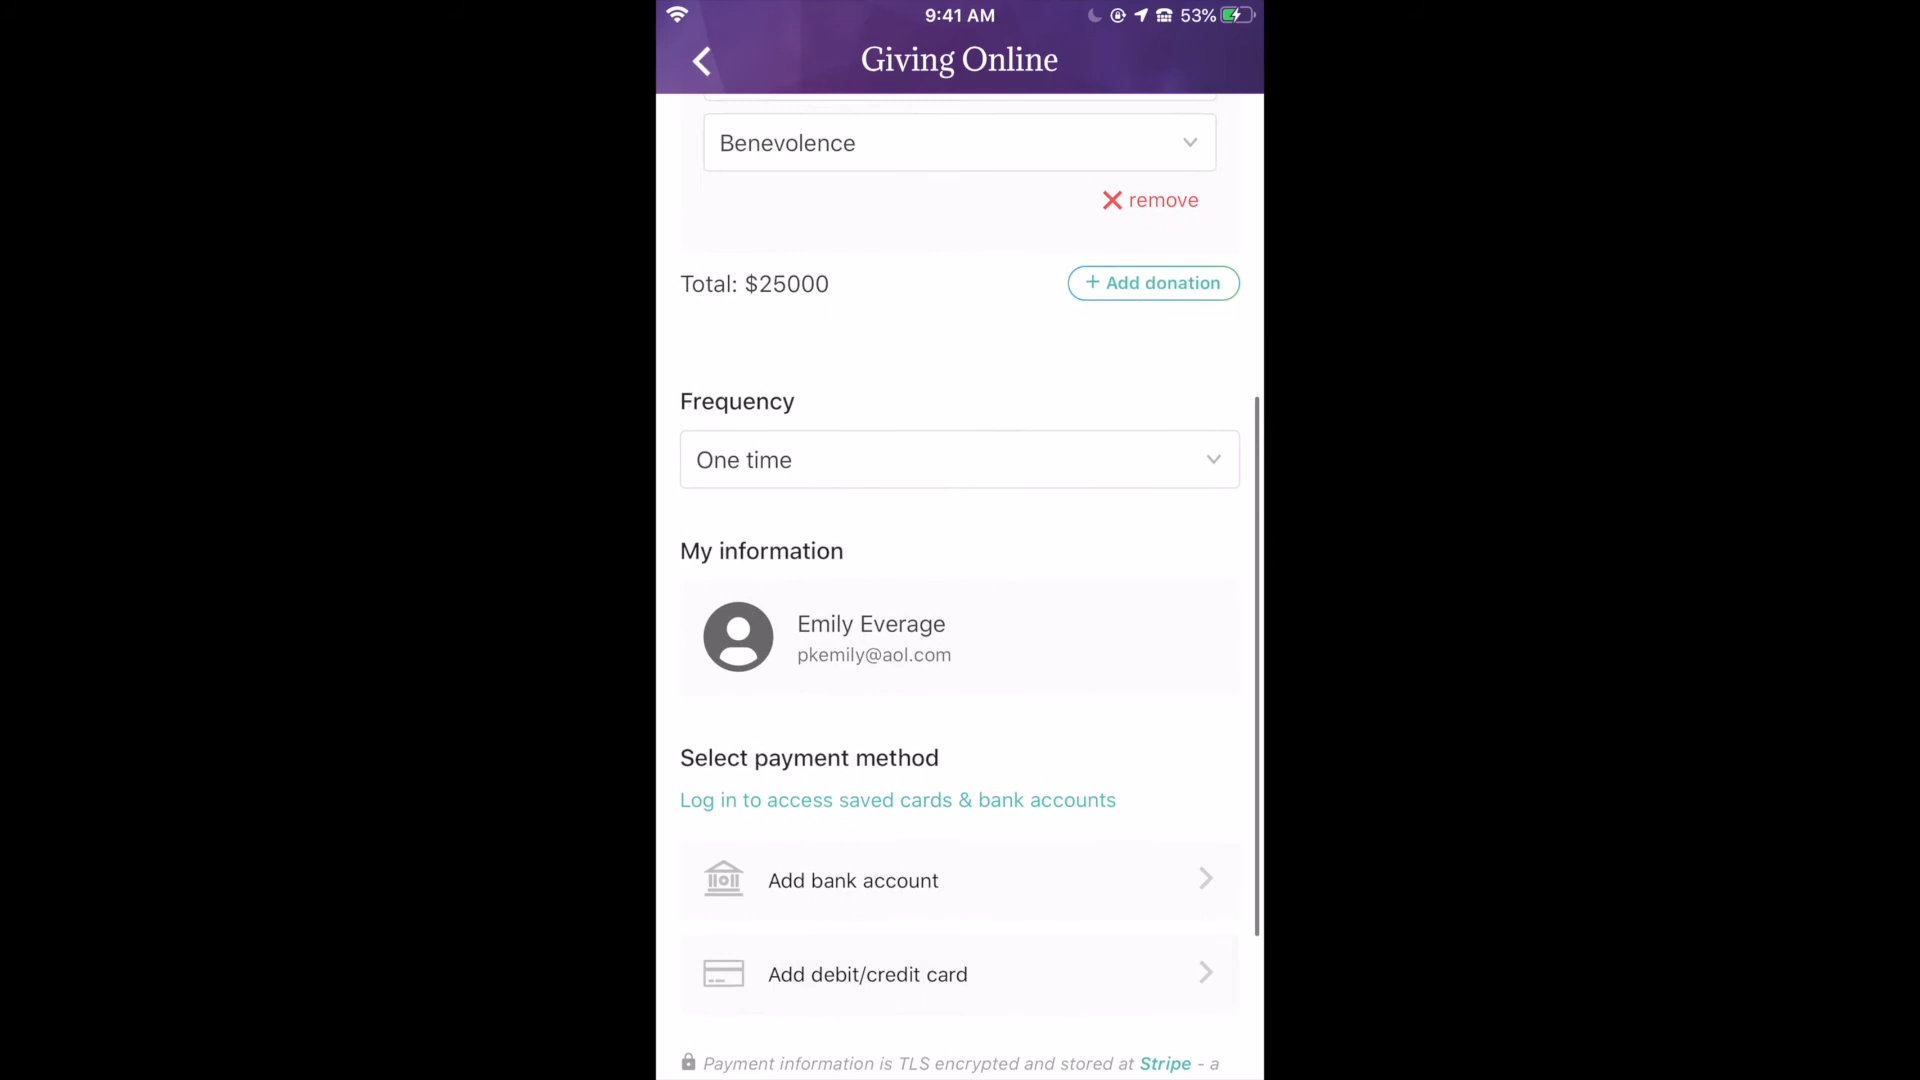 9:41 AM
53%
Giving Online
Benevolence
remove
Total: $25000
+ Add donation
Frequency
One time
My information
Emily Everage
pkemily@aol.com
Select payment method
Log in to access saved cards & bank accounts
Add bank account
Add debit/credit card
Payment information is TLS encrypted and stored at Stripe - a